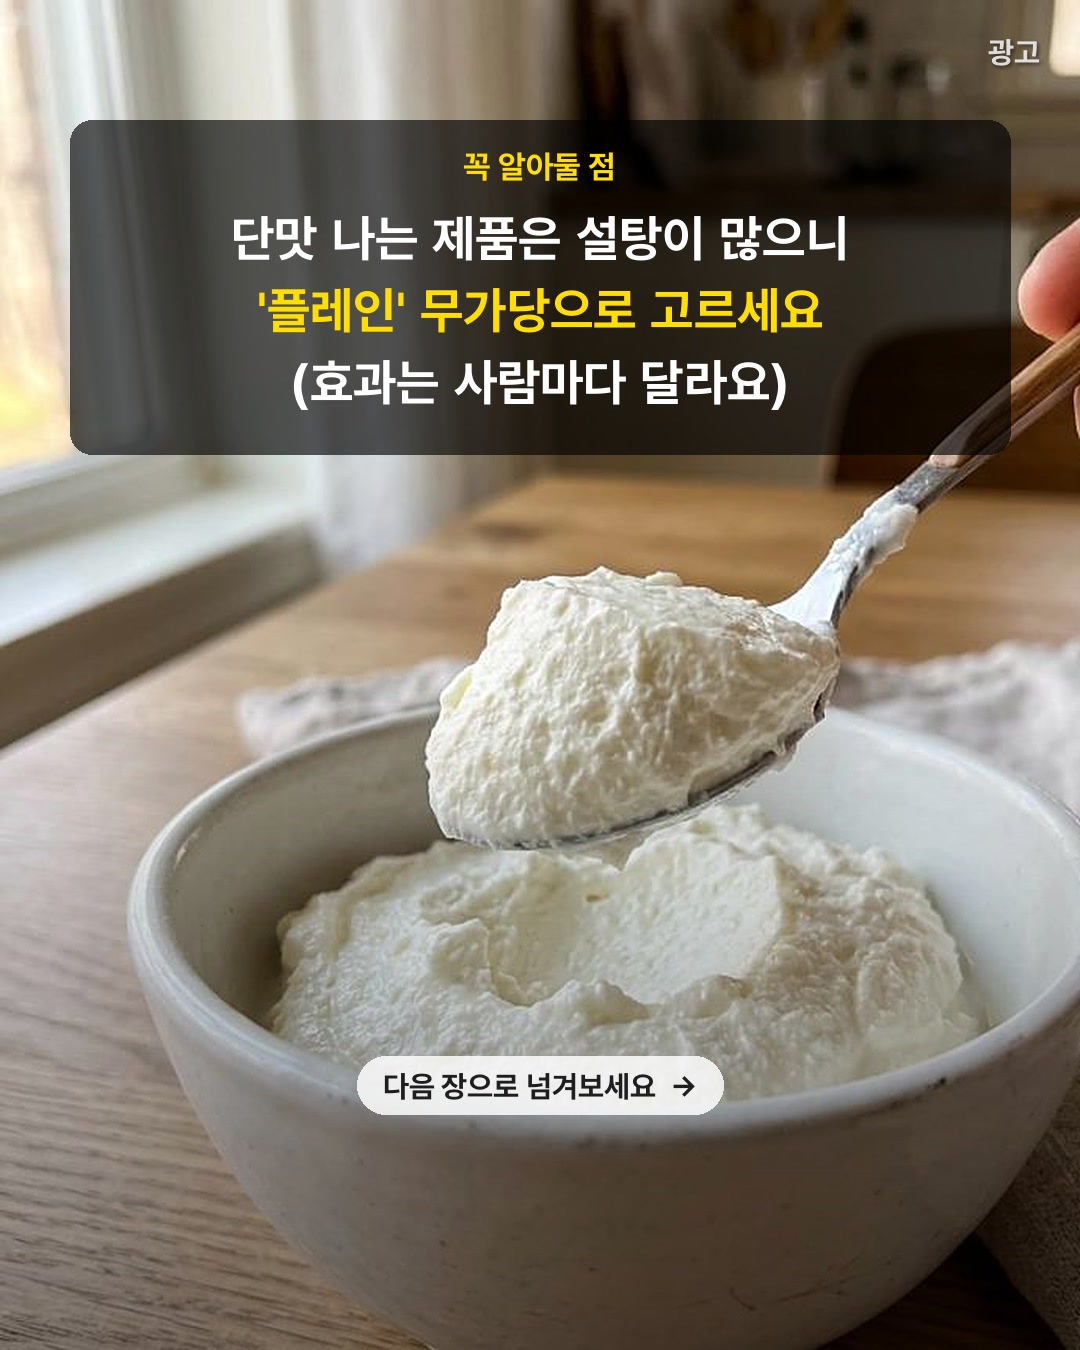 광고
꼭 알아둘 점
단맛 나는 제품은 설탕이 많으니
'플레인' 무가당으로 고르세요
(효과는 사람마다 달라요)
다음 장으로 넘겨보세요 →